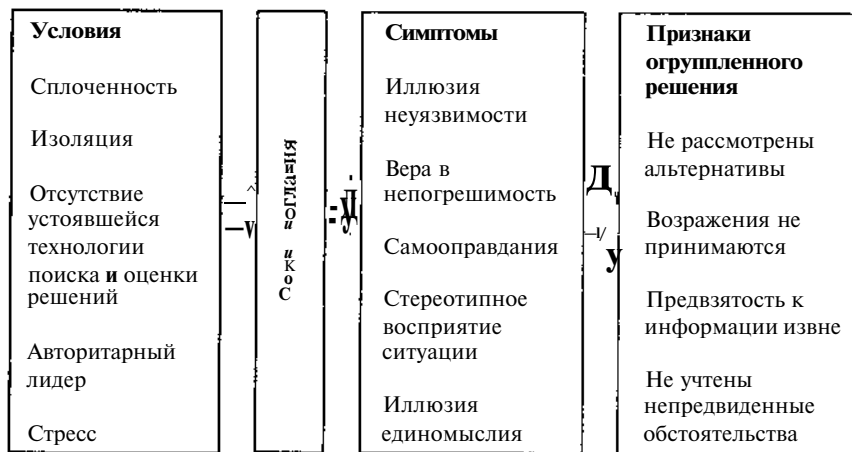 Условия
Сплоченность
Изоляция
Отсутствие
устоявшейся
технологии
поиска и оценки
решений
Авторитарный
лидер
Стресс
Симптомы
Иллюзия
неуязвимости
Вера в
непогрешимость
Самооправдания
Стереотипное
восприятие
ситуации
Иллюзия
единомыслия
Признаки
огруппленного
решения
Не рассмотрены
альтернативы
Возражения не
принимаются
Предвзятость к
информации извне
Не учтены
непредвиденные
обстоятельства